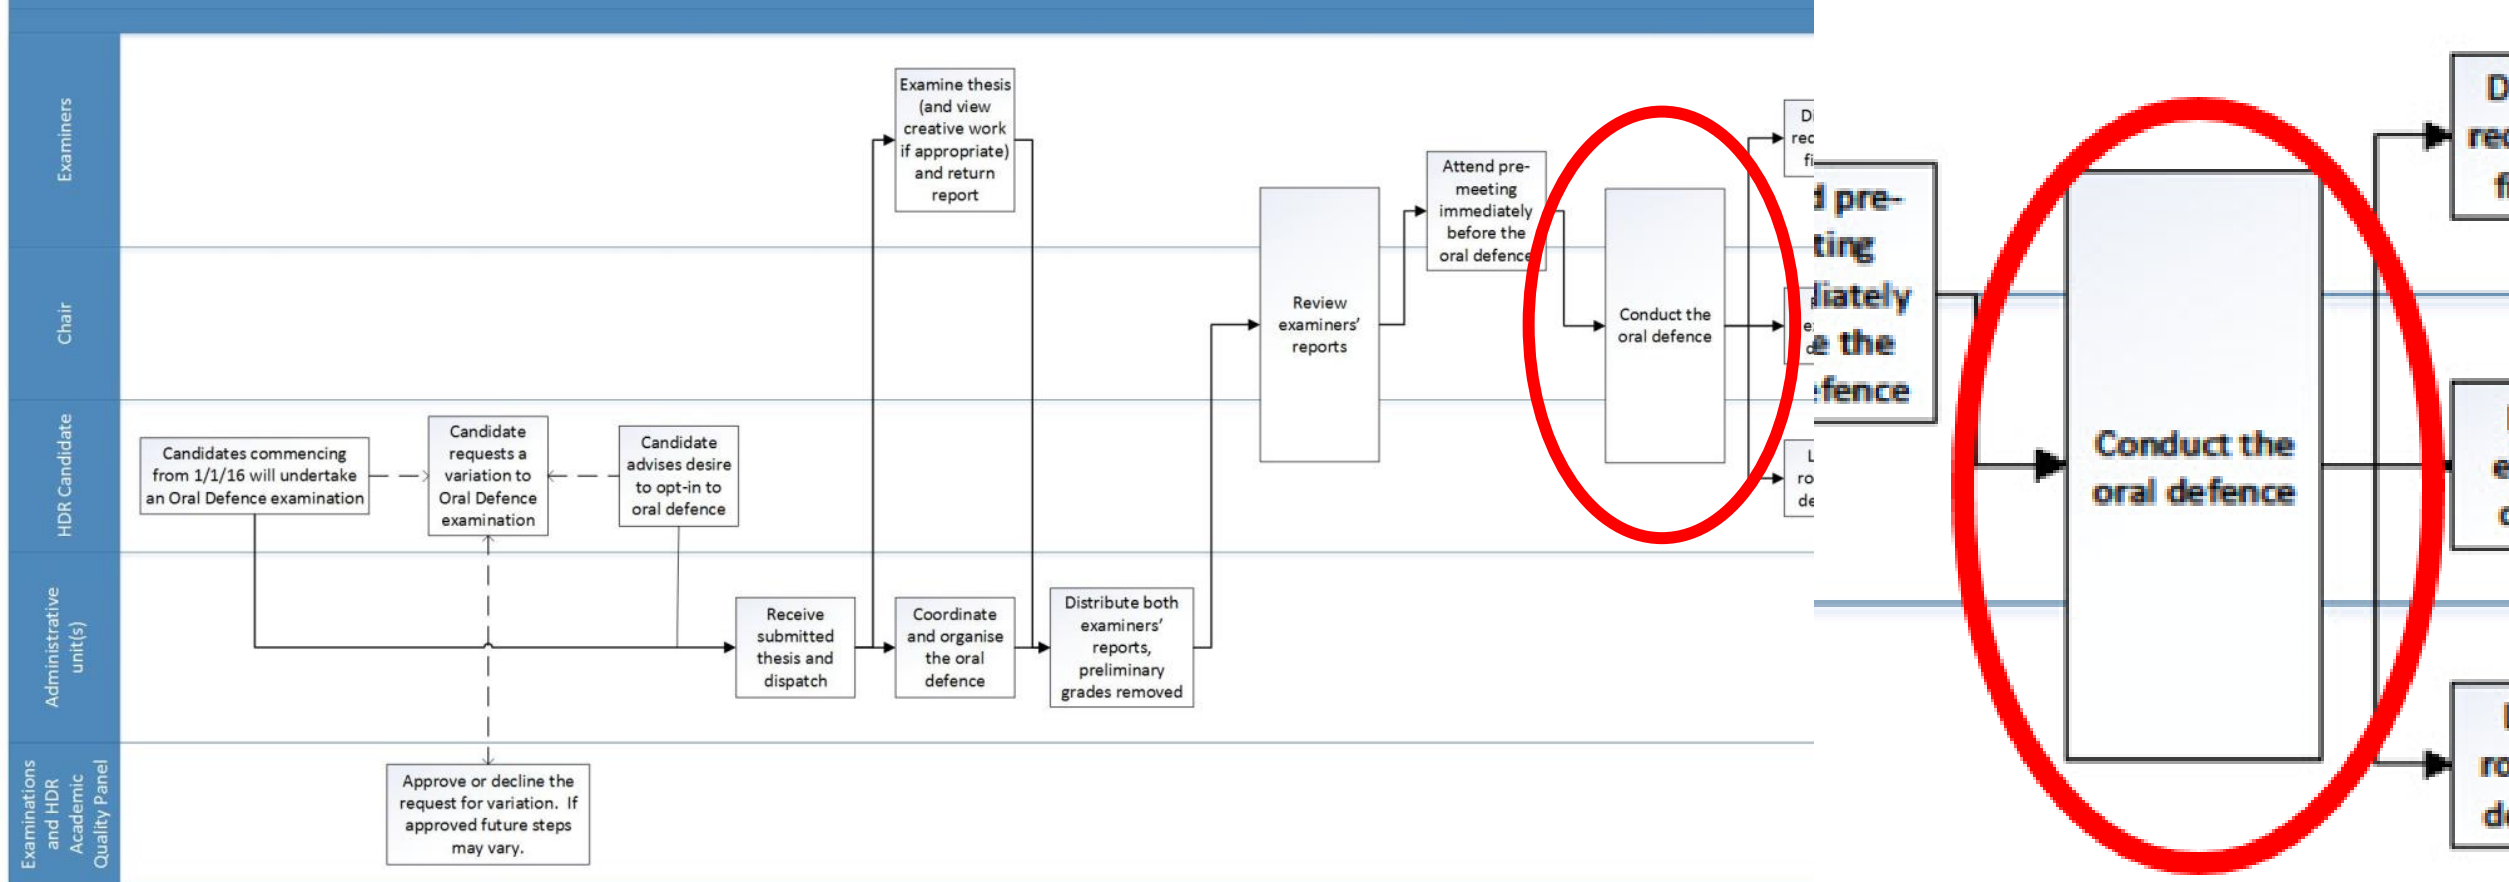 Examiners
Chair
HDR Candidate
Administrative
unit(s)
Examinations
and HDR
Academic
Quality Panel
Candidates commencing
from 1/1/16 will undertake
an Oral Defence examination
Candidate
requests a
variation to
Oral Defence
examination
Candidate
advises desire
to opt-in to
oral defence
Approve or decline the
request for variation. If
approved future steps
may vary.
Receive
submitted
thesis and
dispatch
Examine thesis
(and view
creative work
if appropriate)
and return
report
Coordinate
and organise
the oral
defence
Distribute both
examiners'
reports,
preliminary
grades removed
Review
examiners'
reports
Attend pre-
meeting
immediately
before the
oral defence
Conduct the
oral defence
pre-
the
Conduct the
oral defence